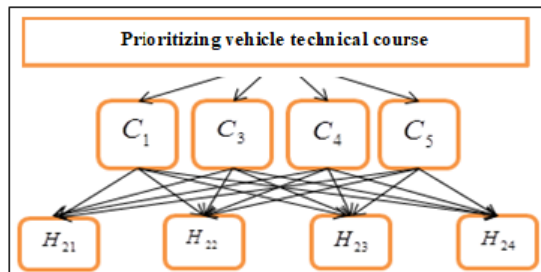 Prioritizing vehicle technical course
C1 C3 C4 C5
H21 H22 H23 H24